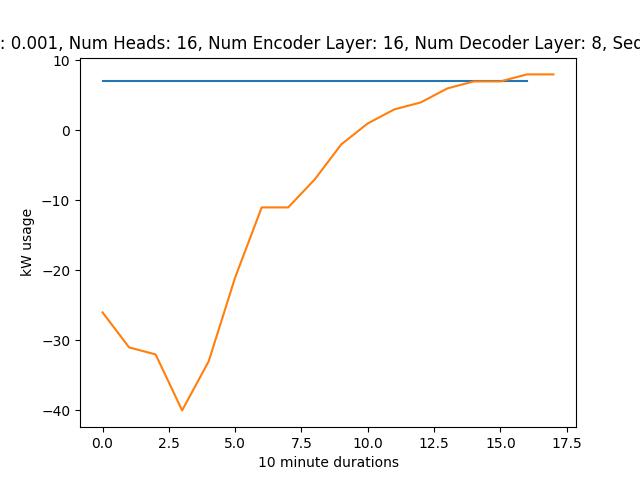 : 0.001, Num Heads: 16, Num Encoder Layer: 16, Num Decoder Layer: 8, Sec
10
0
−10
−20
−30
−40
kW usage
0.0 2.5 5.0 7.5 10.0 12.5 15.0 17.5
10 minute durations